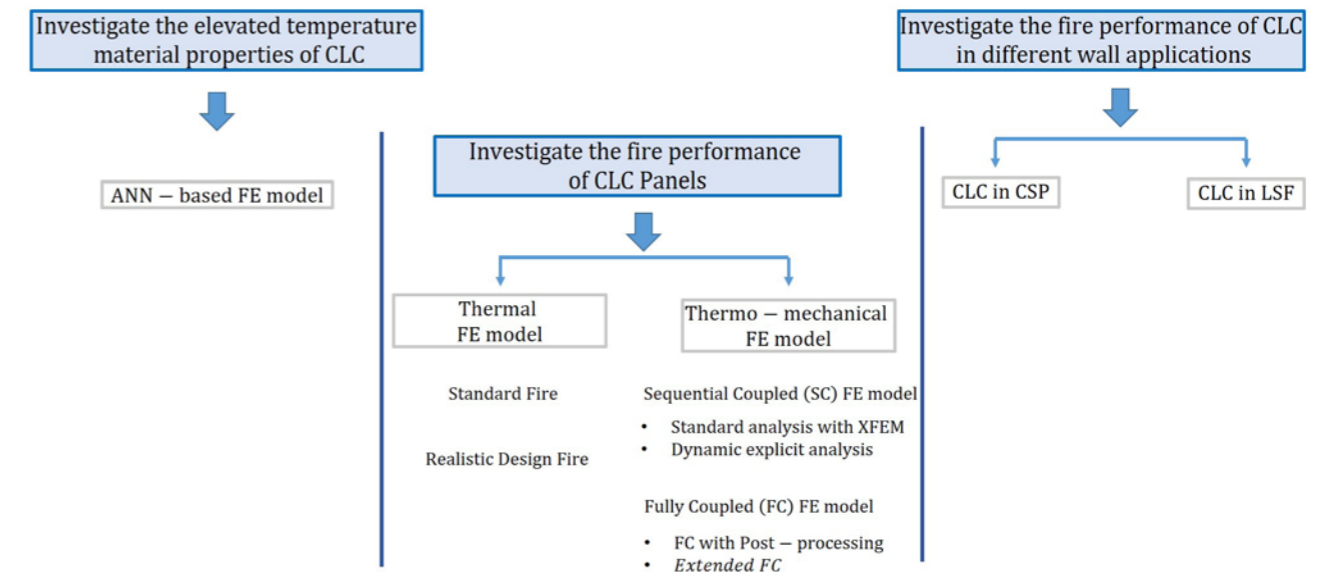 Investigate the elevated temperature
material properties of CLC
ANN – based FE model
Investigate the fire performance
of CLC Panels
Thermal
FE model
Standard Fire
Realistic Design Fire
Thermo – mechanical
FE model
Sequential Coupled (SC) FE model
• Standard analysis with XFEM
• Dynamic explicit analysis
Fully Coupled (FC) FE model
• FC with Post – processing
• Extended FC
Investigate the fire performance of CLC
in different wall applications
CLC in CSP
CLC in LSF